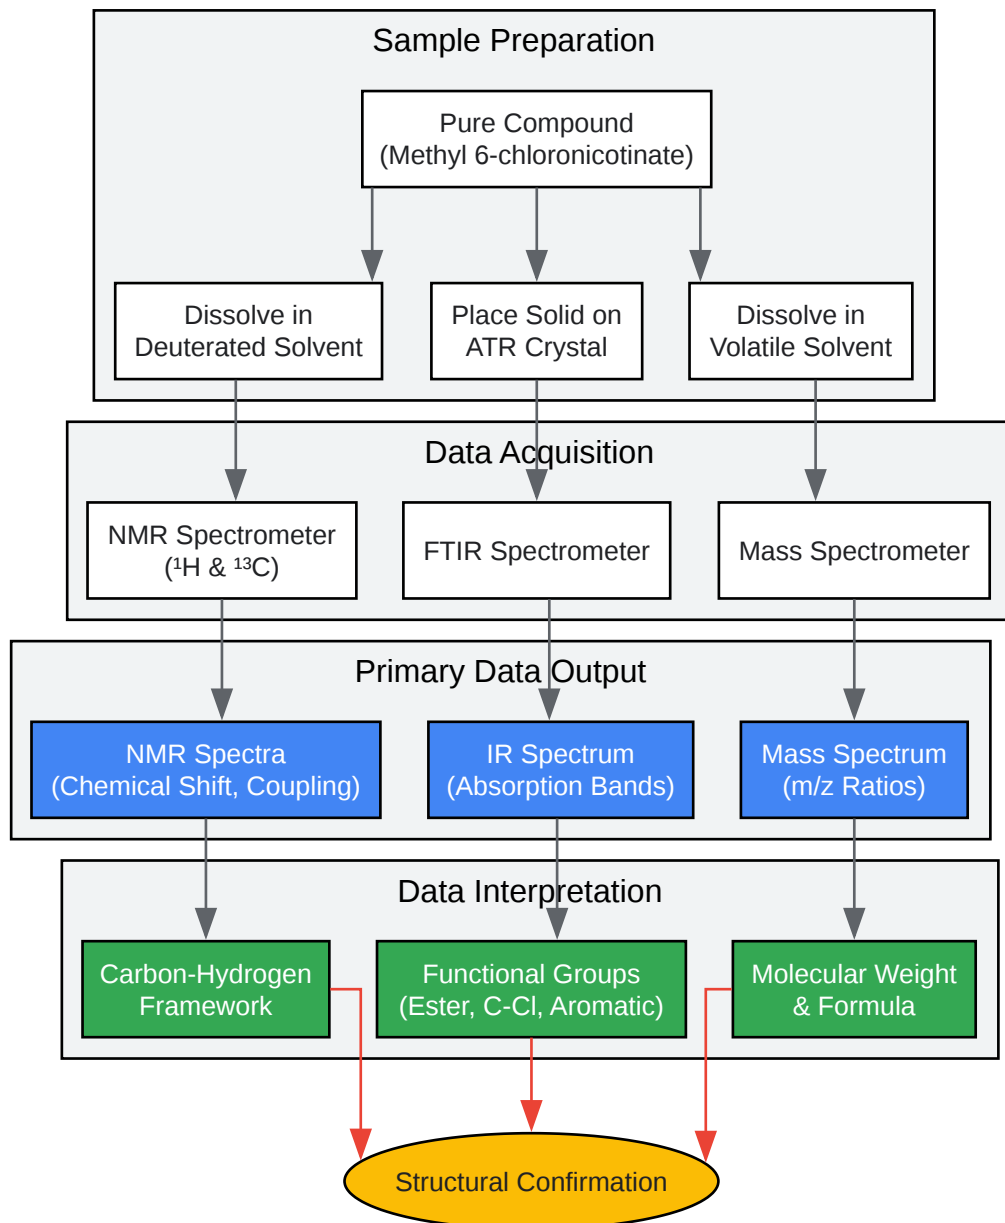 Sample Preparation
Pure Compound
(Methyl 6-chloronicotinate)
Dissolve in
Deuterated Solvent
Place Solid on
ATR Crystal
Dissolve in
Volatile Solvent
Data Acquisition
NMR Spectrometer
(¹H & ¹³C)
FTIR Spectrometer
Mass Spectrometer
Primary Data Output
NMR Spectra
(Chemical Shift, Coupling)
IR Spectrum
(Absorption Bands)
Mass Spectrum
(m/z Ratios)
Data Interpretation
Carbon-Hydrogen
Framework
Functional Groups
(Ester, C-Cl, Aromatic)
Molecular Weight
& Formula
Structural Confirmation